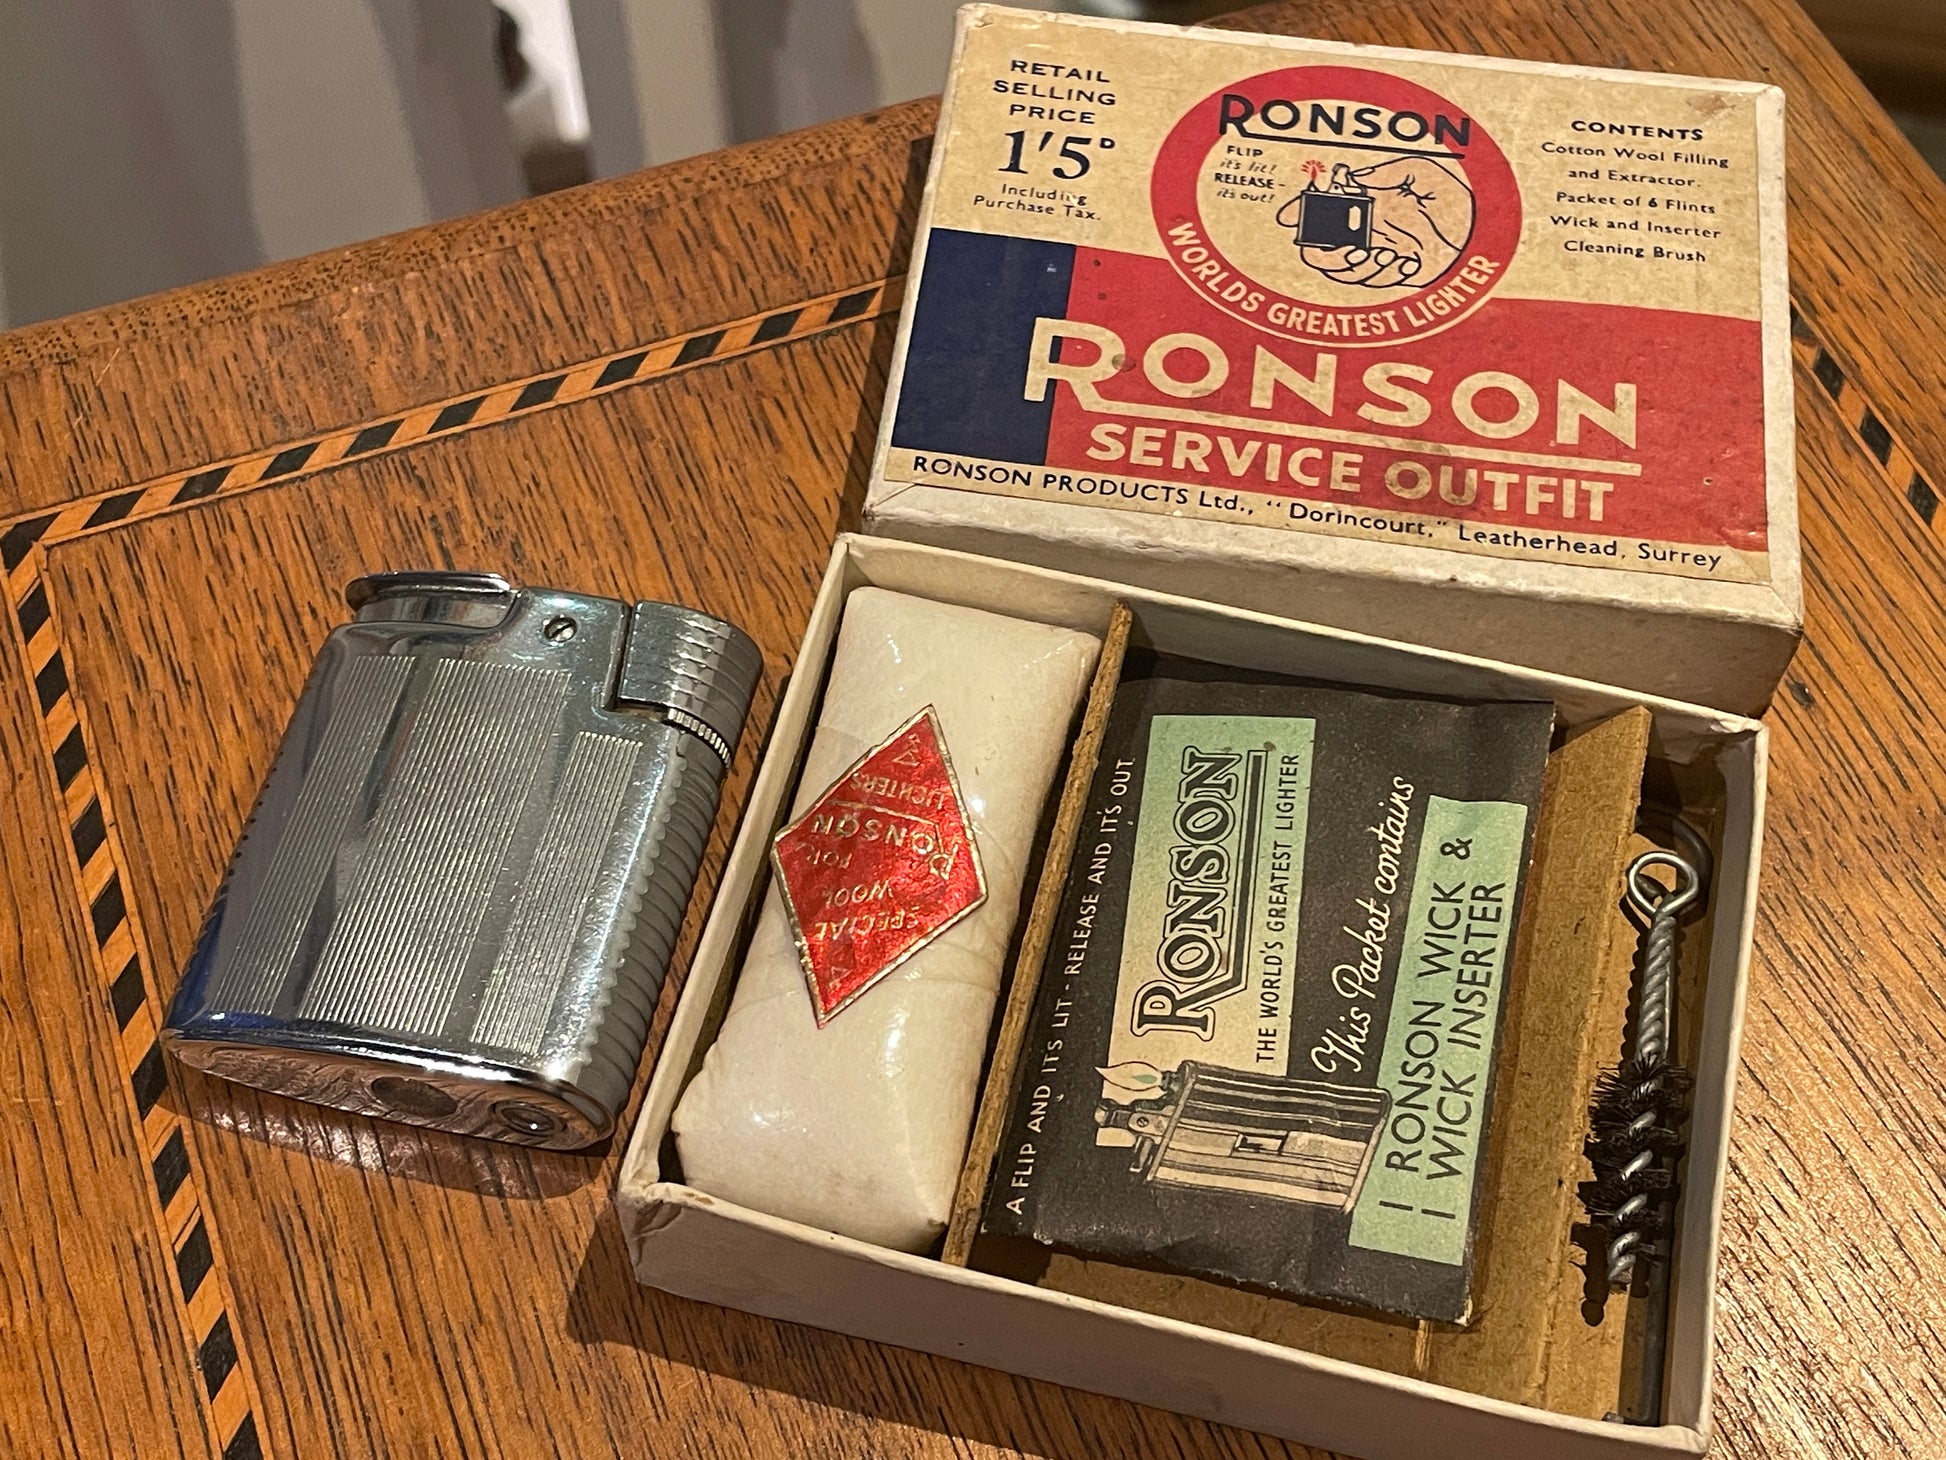 RETAIL
SELLING
PRICE
1'5D
Including
Purchase Tax.
RONSON
FLIP
it's lit!
RELEASE -
it's out!
WORLDS GREATEST LIGHTER
CONTENTS
Cotton Wool Filling
and Extractor.
Packet of 6 Flints
Wick and Inserter
Cleaning Brush
RONSON
SERVICE OUTFIT
RONSON PRODUCTS Ltd., "Dorincourt," Leatherhead, Surrey
SPECIAL
WOOL
FOR
RONSON
LIGHTERS
A FLIP AND IT'S LIT - RELEASE AND IT'S OUT
RONSON
THE WORLD'S GREATEST LIGHTER
This Packet contains
1 RONSON WICK &
1 WICK INSERTER